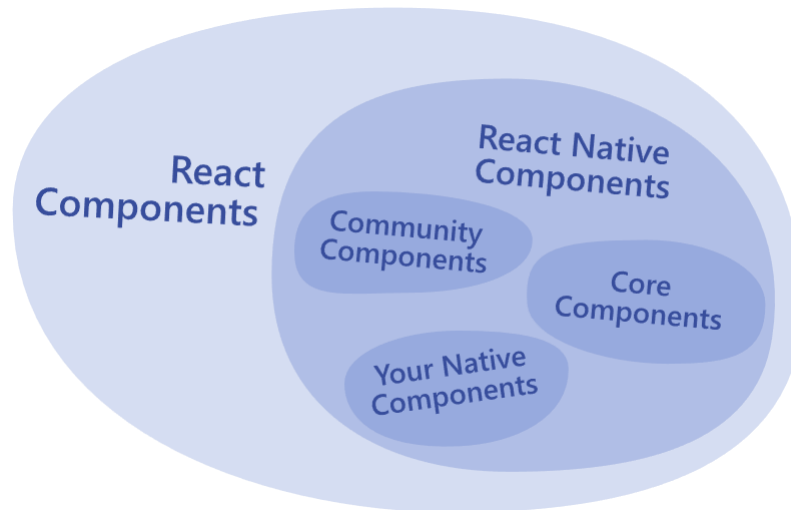 React
Components
React Native
Components
Community
Components
Core
Components
Your Native
Components